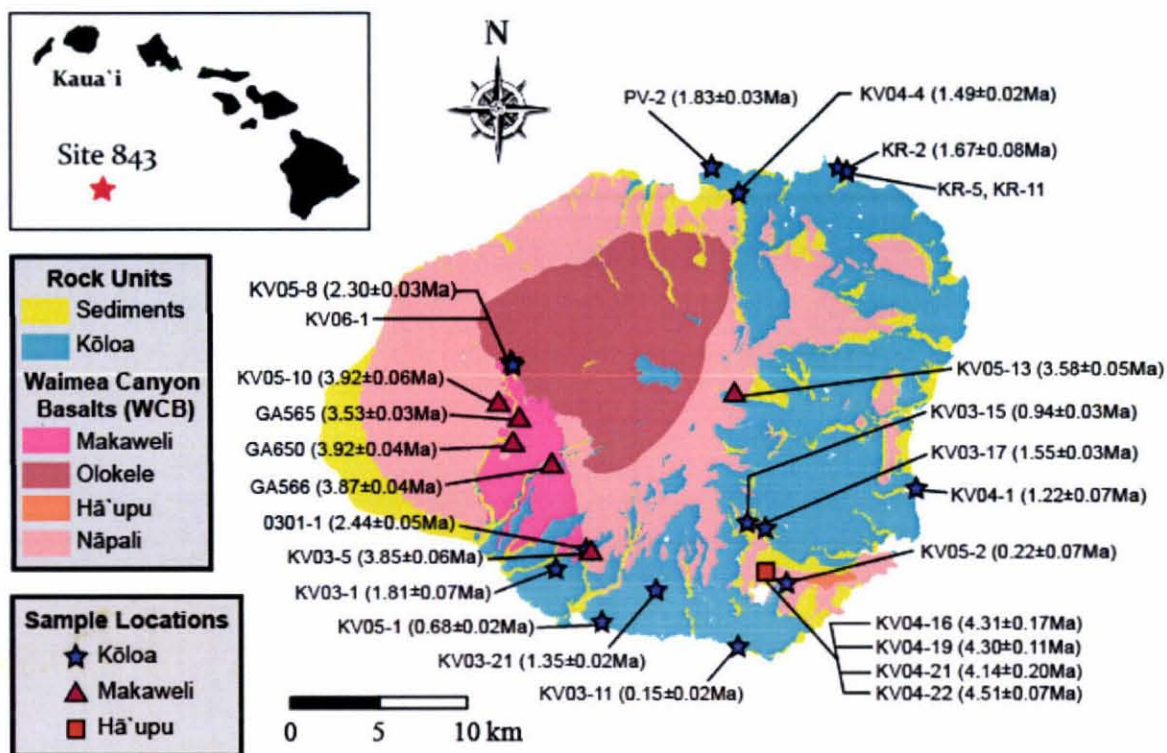 Kaua`i
Site 843
N
PV-2 (1.83±0.03Ma)
KV04-4 (1.49±0.02Ma)
KR-2 (1.67±0.08Ma)
KR-5, KR-11
Rock Units
Sediments
Kōloa
Waimea Canyon
Basalts (WCB)
Makaweli
Olokele
Hā`upu
Nāpali
Sample Locations
Kōloa
Makaweli
Hā`upu
KV05-8 (2.30±0.03Ma)
KV06-1
KV05-10 (3.92±0.06Ma)
GA565 (3.53±0.03Ma)
GA650 (3.92±0.04Ma)
GA566 (3.87±0.04Ma)
0301-1 (2.44±0.05Ma)
KV03-5 (3.85±0.06Ma)
KV03-1 (1.81±0.07Ma)
KV05-1 (0.68±0.02Ma)
KV03-21 (1.35±0.02Ma)
KV03-11 (0.15±0.02Ma)
KV05-13 (3.58±0.05Ma)
KV03-15 (0.94±0.03Ma)
KV03-17 (1.55±0.03Ma)
KV04-1 (1.22±0.07Ma)
KV05-2 (0.22±0.07Ma)
KV04-16 (4.31±0.17Ma)
KV04-19 (4.30±0.11Ma)
KV04-21 (4.14±0.20Ma)
KV04-22 (4.51±0.07Ma)
0 5 10 km